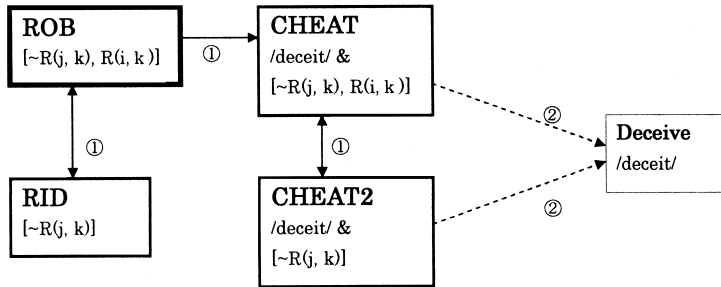 ROB
[~R(j, k), R(i, k )]
①
CHEAT
/deceit/ &
[~R(j, k), R(i, k )]
②
Deceive
/deceit/
①
①
RID
[~R(j, k)]
CHEAT2
/deceit/ &
[~R(j, k)]
②